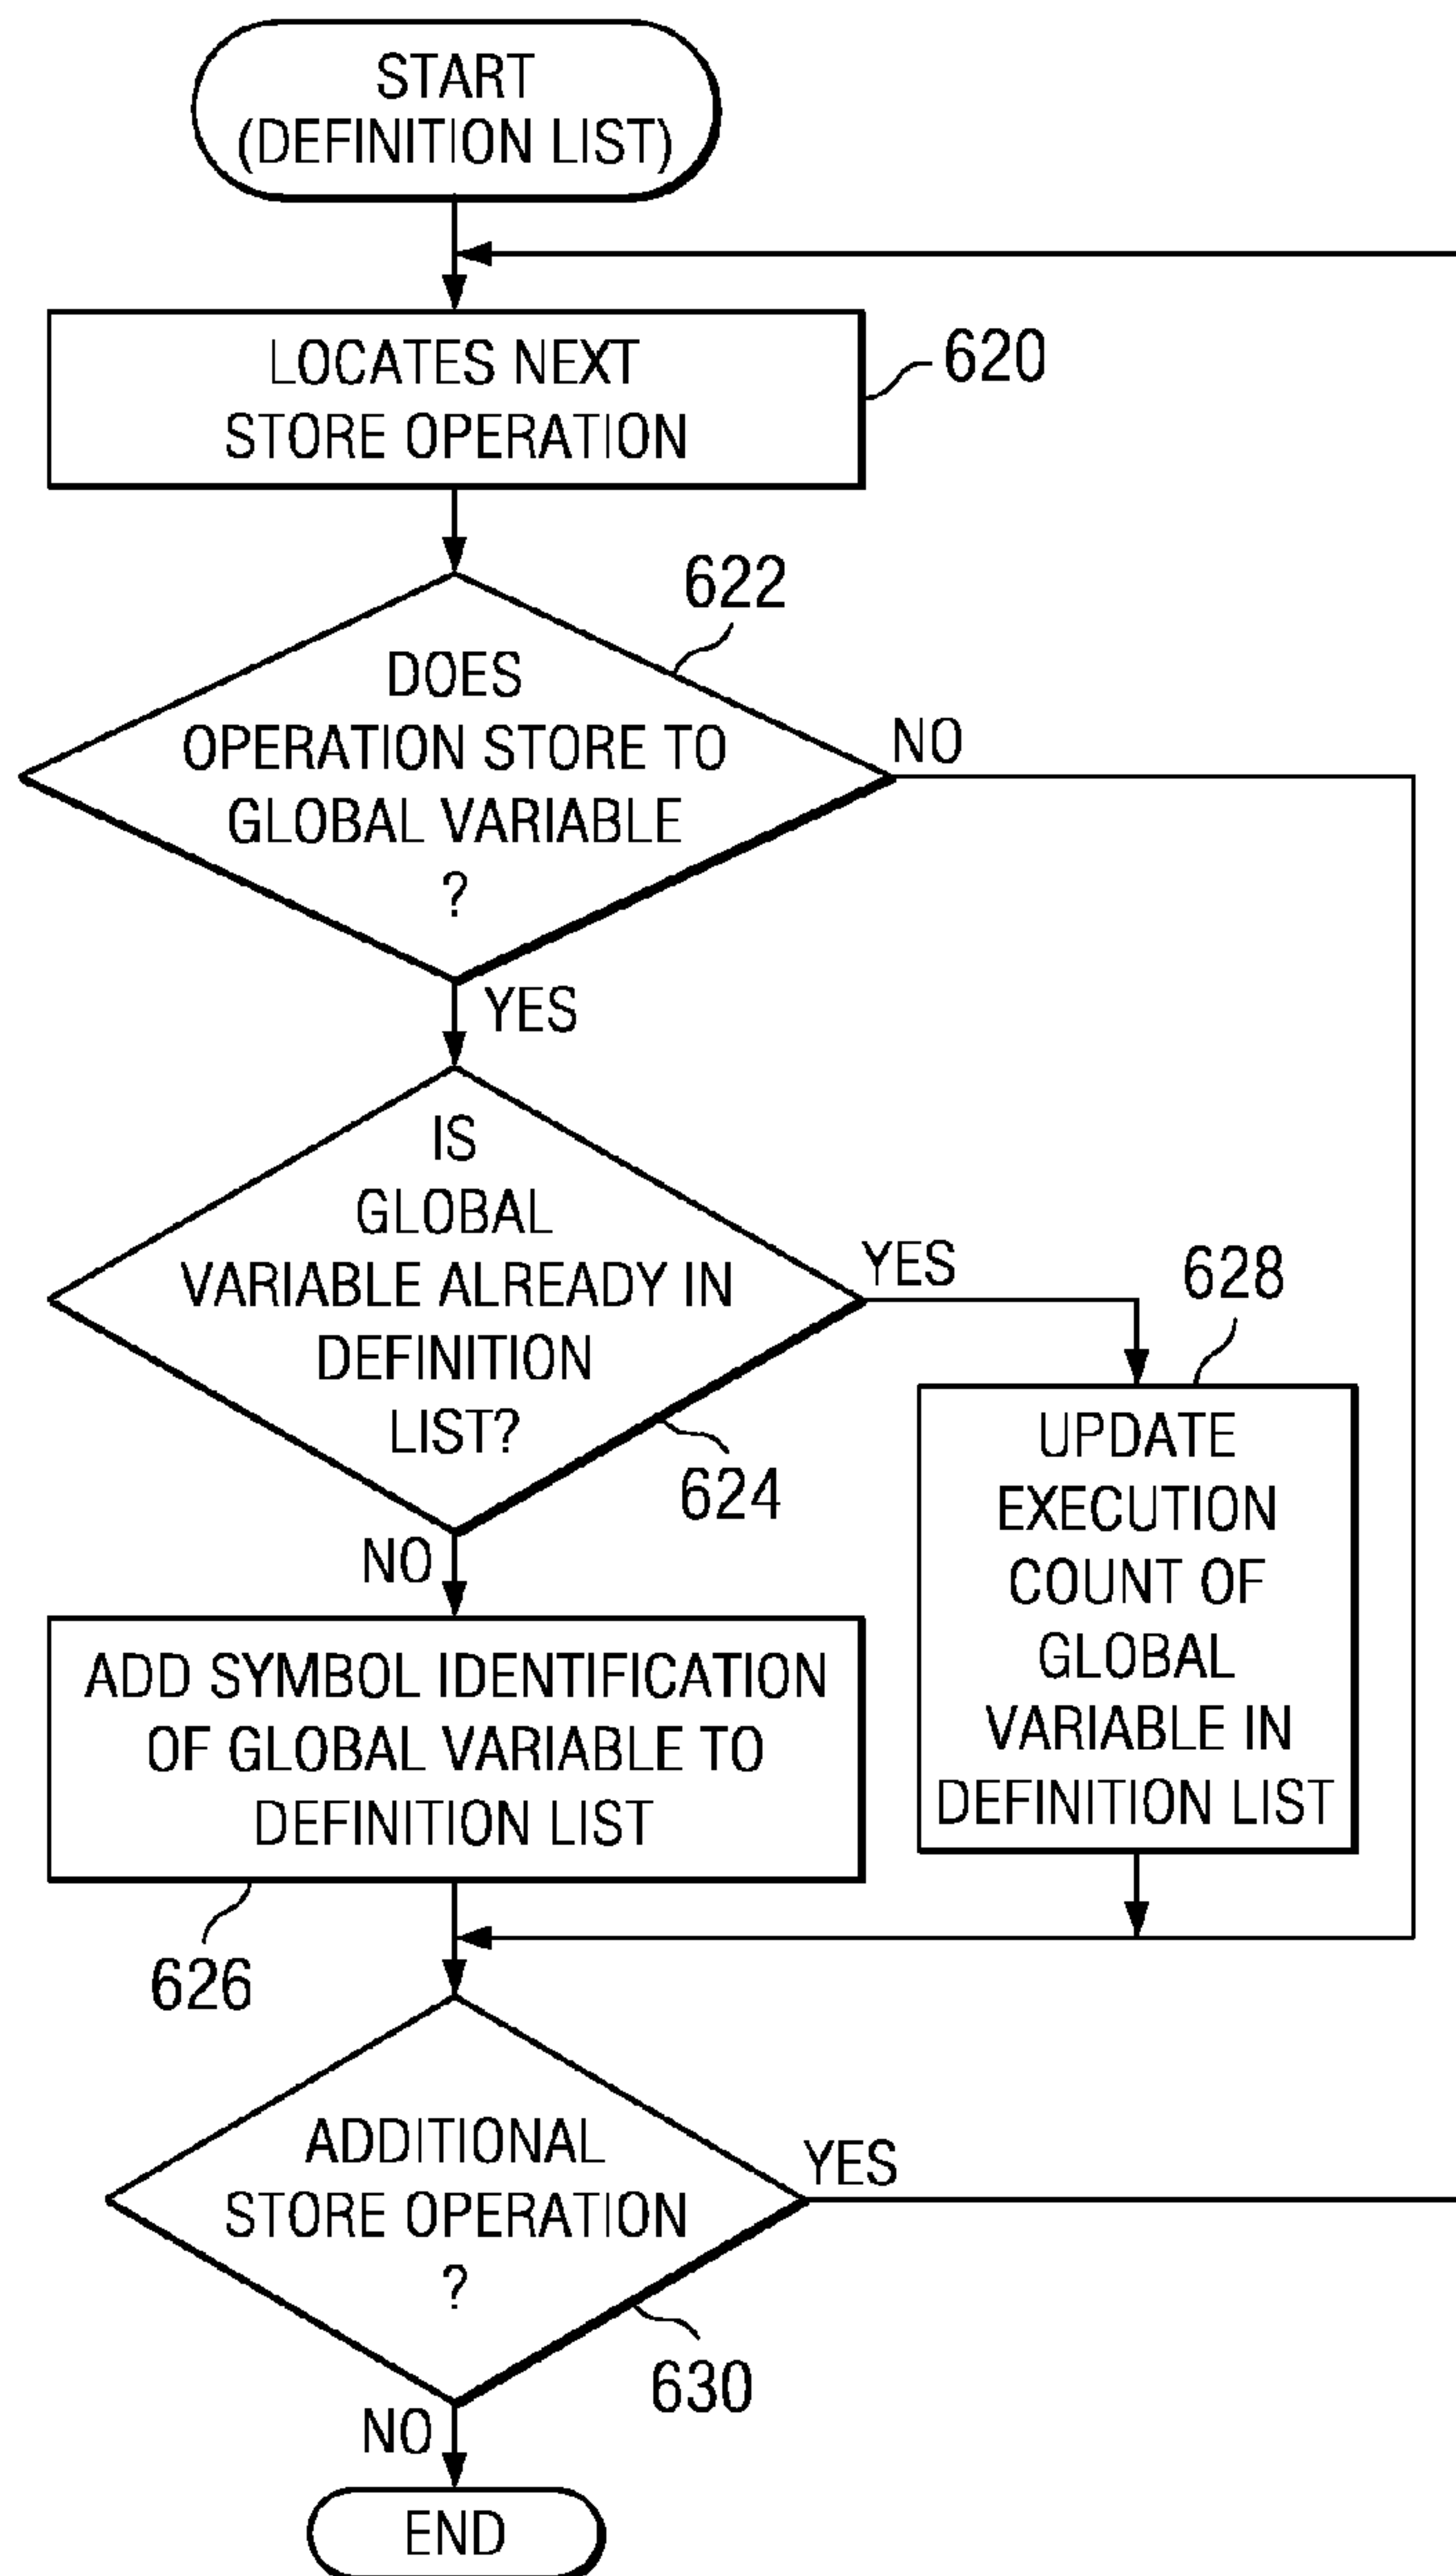 START
(DEFINITION LIST)
LOCATES NEXT
STORE OPERATION
620
622
DOES
OPERATION STORE TO
GLOBAL VARIABLE
?
NO
YES
IS
GLOBAL
VARIABLE ALREADY IN
DEFINITION
LIST?
YES
624
NO
628
UPDATE
EXECUTION
COUNT OF
GLOBAL
VARIABLE IN
DEFINITION LIST
ADD SYMBOL IDENTIFICATION
OF GLOBAL VARIABLE TO
DEFINITION LIST
626
ADDITIONAL
STORE OPERATION
?
YES
630
NO
END